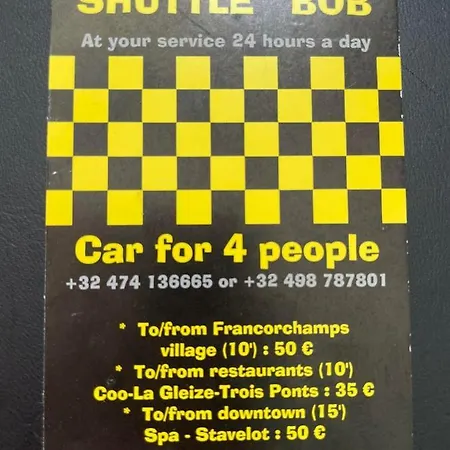 SHUTTLE BOB
At your service 24 hours a day
Car for 4 people
+32 474 136665 or +32 498 787801
* To/from Francorchamps
village (10') : 50 €
* To/from restaurants (10')
Coo-La Gleize-Trois Ponts : 35 €
* To/from downtown (15')
Spa - Stavelot : 50 €